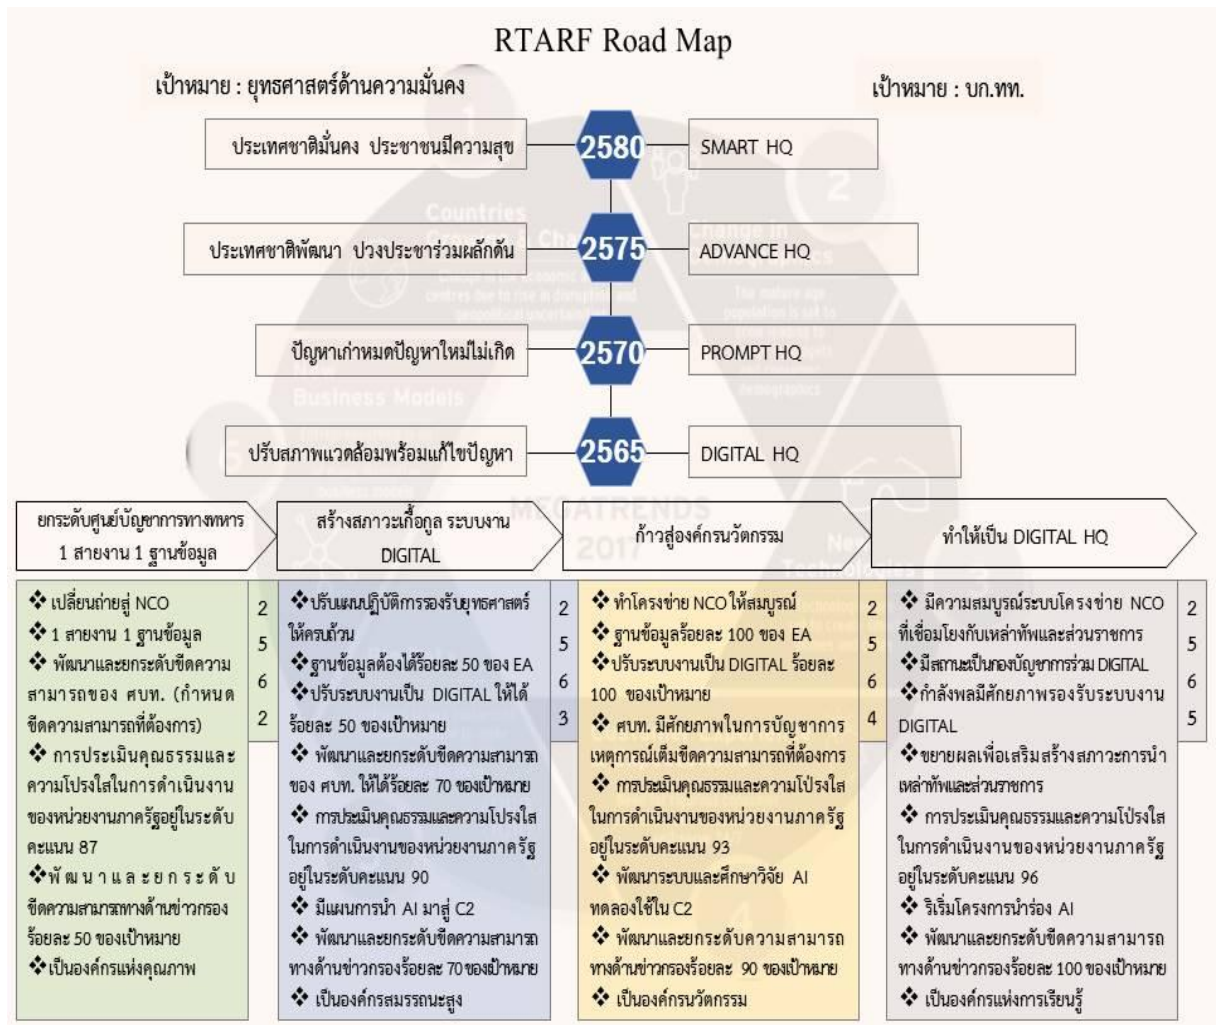 RTARF Road Map
เป้าหมาย : ยุทธศาสตร์ด้านความมั่นคง
เป้าหมาย : บก.ทท.
ประเทศชาติมั่นคง ประชาชนมีความสุข
2580
SMART HQ
ประเทศชาติพัฒนา ปวงประชาร่วมผลักดัน
2575
ADVANCE HQ
ปัญหาเก่าหมดปัญหาใหม่ไม่เกิด
2570
PROMPT HQ
ปรับสภาพแวดล้อมพร้อมแก้ไขปัญหา
2565
DIGITAL HQ
Countries
Business Models
MEGATRENDS
2017
ยกระดับศูนย์บัญชาการทางทหาร
1 สายงาน 1 ฐานข้อมูล
สร้างสภาวะเกื้อกูล ระบบงาน
DIGITAL
ก้าวสู่องค์กรนวัตกรรม
ทำให้เป็น DIGITAL HQ
❖ เปลี่ยนถ่ายสู่ NCO
❖ 1 สายงาน 1 ฐานข้อมูล
❖ พัฒนาและยกระดับขีดความ
สามารถของ ศบท. (กำหนด
ขีดความสามารถที่ต้องการ)
❖ การประเมินคุณธรรมและ
ความโปร่งใสในการดำเนินงาน
ของหน่วยงานภาครัฐอยู่ในระดับ
คะแนน 87
❖พัฒนาและยกระดับ
ขีดความสามารถทางด้านข่าวกรอง
ร้อยละ 50 ของเป้าหมาย
❖เป็นองค์กรแห่งคุณภาพ
2
5
6
2
❖ปรับแผนปฏิบัติการรองรับยุทธศาสตร์
ให้ครบถ้วน
❖ฐานข้อมูลต้องได้ร้อยละ 50 ของ EA
❖ปรับระบบงานเป็น DIGITAL ให้ได้
ร้อยละ 50 ของเป้าหมาย
❖ พัฒนาและยกระดับขีดความสามารถ
ของ ศบท. ให้ได้ร้อยละ 70 ของเป้าหมาย
❖ การประเมินคุณธรรมและความโปร่งใส
ในการดำเนินงานของหน่วยงานภาครัฐ
อยู่ในระดับคะแนน 90
❖ มีแผนการนำ AI มาสู่ C2
❖ พัฒนาและยกระดับขีดความสามารถ
ทางด้านข่าวกรองร้อยละ 70 ของเป้าหมาย
❖ เป็นองค์กรสมรรถนะสูง
2
5
6
3
❖ ทำโครงข่าย NCO ให้สมบูรณ์
❖ ฐานข้อมูลร้อยละ 100 ของ EA
❖ปรับระบบงานเป็น DIGITAL ร้อยละ
100 ของเป้าหมาย
❖ ศบท. มีศักยภาพในการบัญชาการ
เหตุการณ์เต็มขีดความสามารถที่ต้องการ
❖ การประเมินคุณธรรมและความโปร่งใส
ในการดำเนินงานของหน่วยงานภาครัฐ
อยู่ในระดับคะแนน 93
❖ พัฒนาระบบและศึกษาวิจัย AI
ทดลองใช้ใน C2
❖ พัฒนาและยกระดับความสามารถ
ทางด้านข่าวกรองร้อยละ 90 ของเป้าหมาย
❖ เป็นองค์กรนวัตกรรม
2
5
6
4
❖ มีความสมบูรณ์ระบบโครงข่าย NCO
ที่เชื่อมโยงกับเหล่าทัพและส่วนราชการ
❖มีสถานะเป็นกองบัญชาการร่วม DIGITAL
❖กำลังพลมีศักยภาพรองรับระบบงาน
DIGITAL
❖ขยายผลเพื่อเสริมสร้างสภาวะการนำ
เหล่าทัพและส่วนราชการ
❖ การประเมินคุณธรรมและความโปร่งใส
ในการดำเนินงานของหน่วยงานภาครัฐ
อยู่ในระดับคะแนน 96
❖ ริเริ่มโครงการนำร่อง AI
❖ พัฒนาและยกระดับขีดความสามารถ
ทางด้านข่าวกรองร้อยละ 100 ของเป้าหมาย
❖ เป็นองค์กรแห่งการเรียนรู้
2
5
6
5